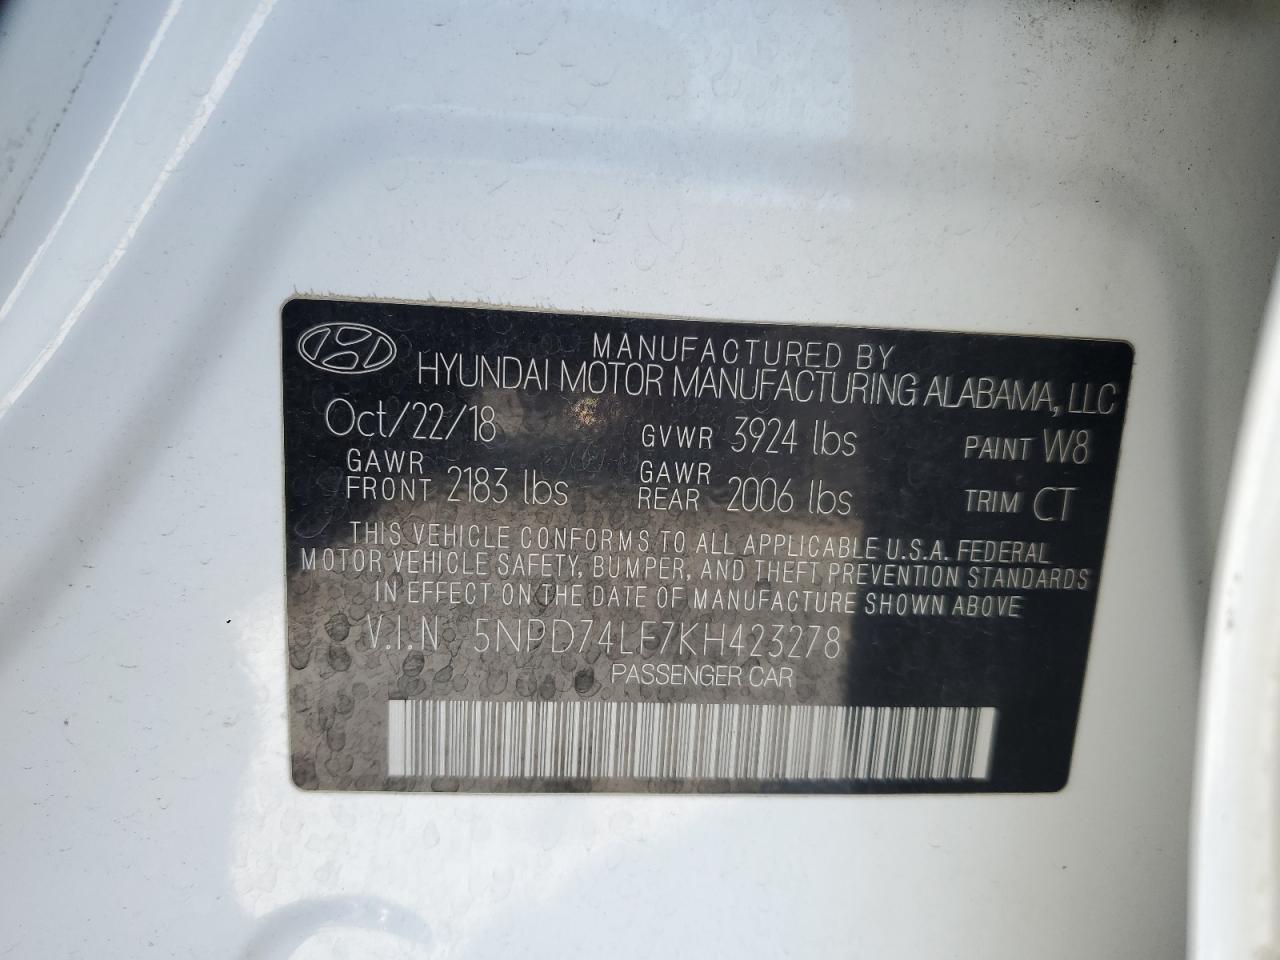 MANUFACTURED BY
HYUNDAI MOTOR MANUFACTURING ALABAMA, LLC
Oct/22/18 GVWR 3924 lbs PAINT W8
GAWR FRONT 2183 lbs GAWR REAR 2006 lbs TRIM CT
THIS VEHICLE CONFORMS TO ALL APPLICABLE U.S.A. FEDERAL
MOTOR VEHICLE SAFETY, BUMPER, AND THEFT PREVENTION STANDARDS
IN EFFECT ON THE DATE OF MANUFACTURE SHOWN ABOVE
V.I.N 5NPD74LF7KH423278
PASSENGER CAR